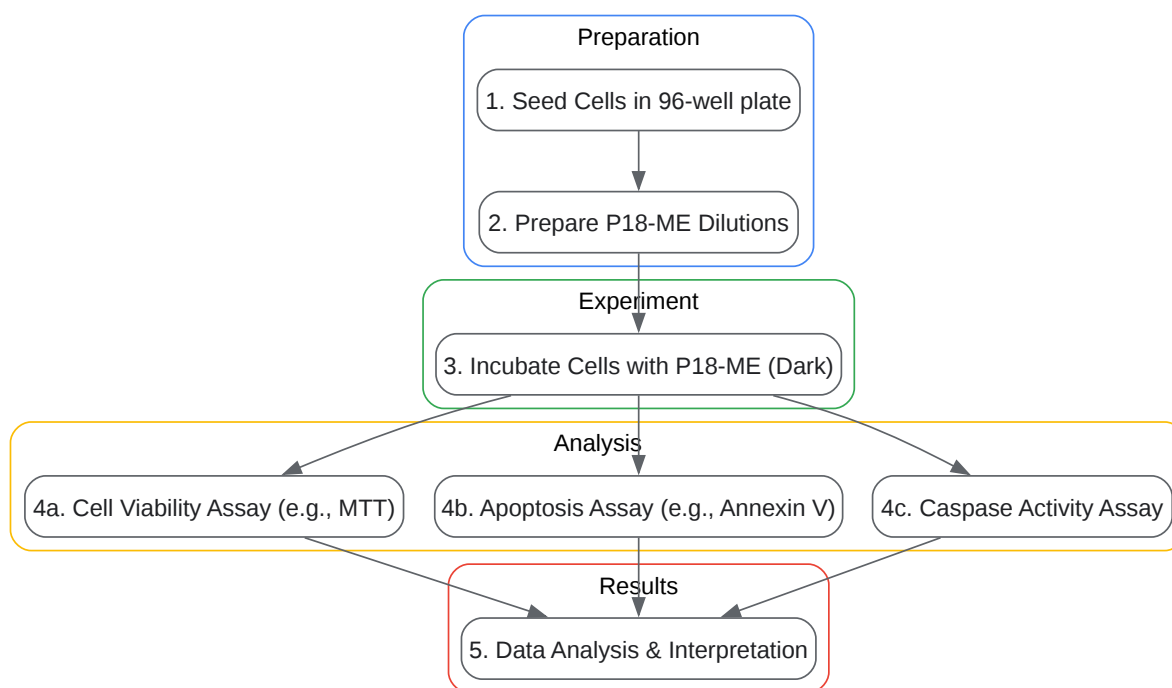 Preparation
1. Seed Cells in 96-well plate
2. Prepare P18-ME Dilutions
Experiment
3. Incubate Cells with P18-ME (Dark)
Analysis
4a. Cell Viability Assay (e.g., MTT)
4b. Apoptosis Assay (e.g., Annexin V)
4c. Caspase Activity Assay
Results
5. Data Analysis & Interpretation